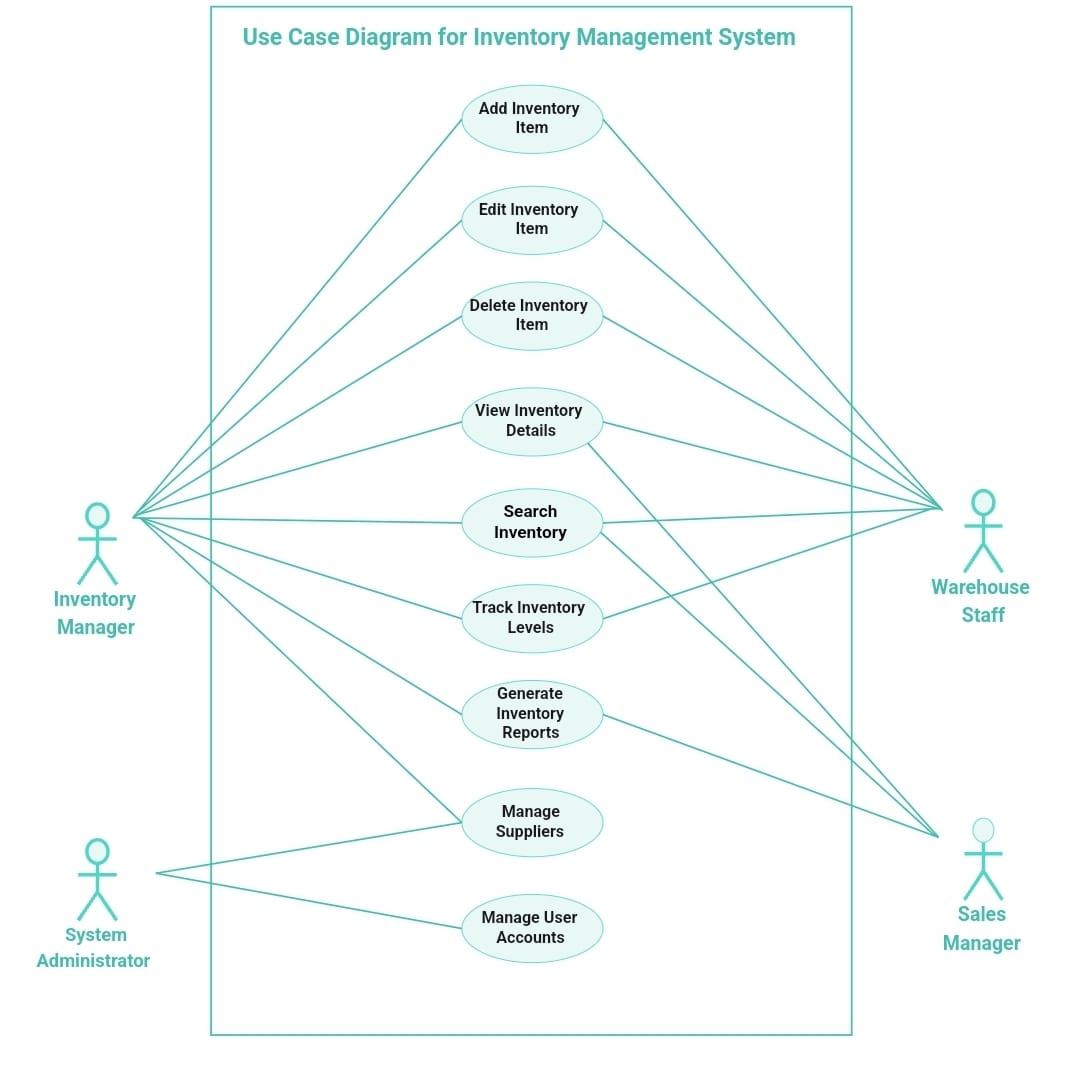 Use Case Diagram for Inventory Management System
Add Inventory
Item
Edit Inventory
Item
Delete Inventory
Item
View Inventory
Details
Search
Inventory
Track Inventory
Levels
Generate
Inventory
Reports
Manage
Suppliers
Manage User
Accounts
Inventory
Manager
System
Administrator
Warehouse
Staff
Sales
Manager